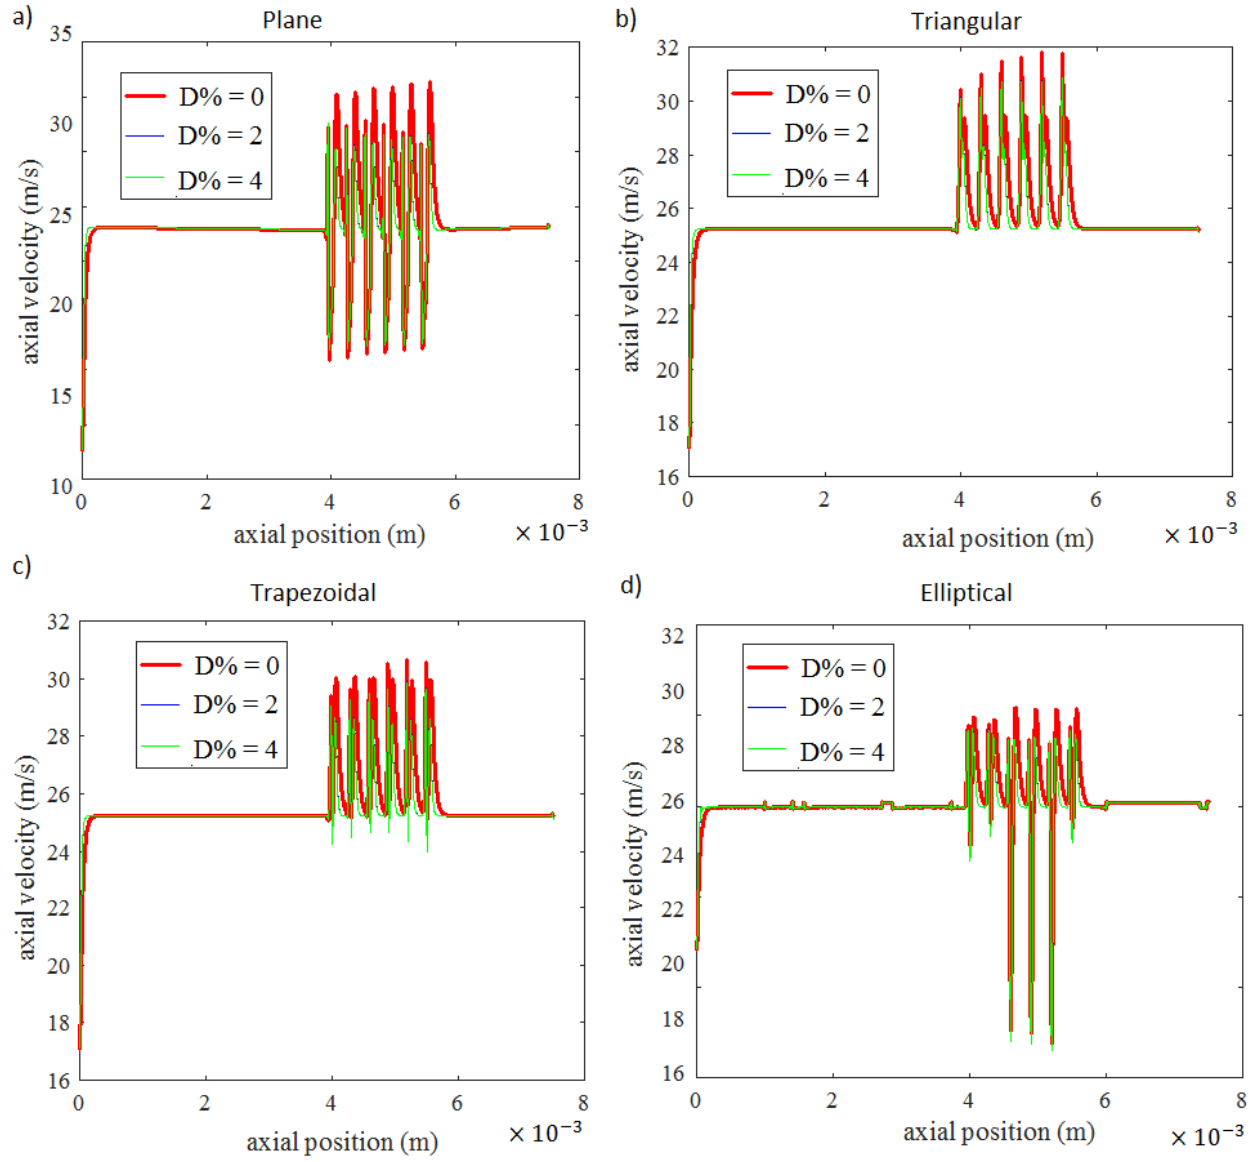 a)
Plane
35
30
25
20
15
10
D% = 0
D% = 2
D% = 4
axial velocity (m/s)
0
2
4
6
8
axial position (m)
× 10⁻³
b)
Triangular
32
30
28
26
24
22
20
18
16
D% = 0
D% = 2
D% = 4
axial velocity (m/s)
0
2
4
6
8
axial position (m)
× 10⁻³
c)
Trapezoidal
32
30
28
26
24
22
20
18
16
D% = 0
D% = 2
D% = 4
axial velocity (m/s)
0
2
4
6
8
axial position (m)
× 10⁻³
d)
Elliptical
32
30
28
26
24
22
20
18
16
D% = 0
D% = 2
D% = 4
axial velocity (m/s)
0
2
4
6
8
axial position (m)
× 10⁻³